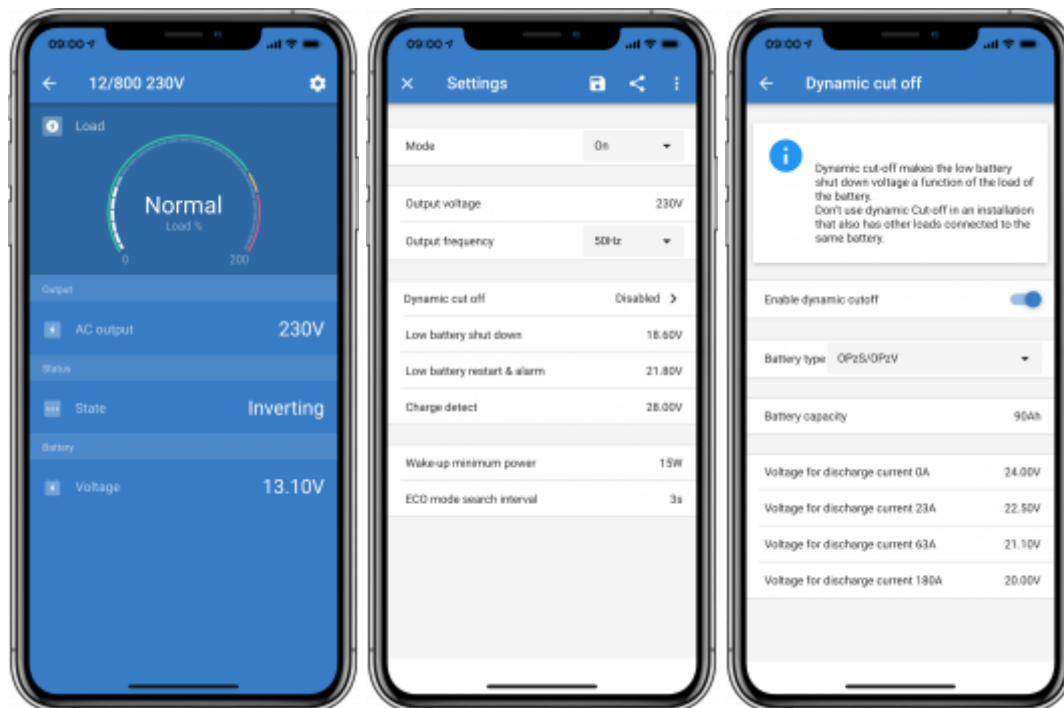 09:00
12/800 230V
Load
Normal
Load %
0
200
Output
AC output
230V
Status
State
Inverting
Battery
Voltage
13.10V
09:00
Settings
Mode
On
Output voltage
230V
Output frequency
50Hz
Dynamic cut off
Disabled
Low battery shut down
18.60V
Low battery restart & alarm
21.80V
Charge detect
28.00V
Wake-up minimum power
15W
ECO mode search interval
3s
09:00
Dynamic cut off
Dynamic cut-off makes the low battery
shut down voltage a function of the load of
the battery.
Don't use dynamic Cut-off in an installation
that also has other loads connected to the
same battery.
Enable dynamic cutoff
Battery type
OPzS/OPzV
Battery capacity
90Ah
Voltage for discharge current 0A
24.00V
Voltage for discharge current 23A
22.50V
Voltage for discharge current 63A
21.10V
Voltage for discharge current 180A
20.00V